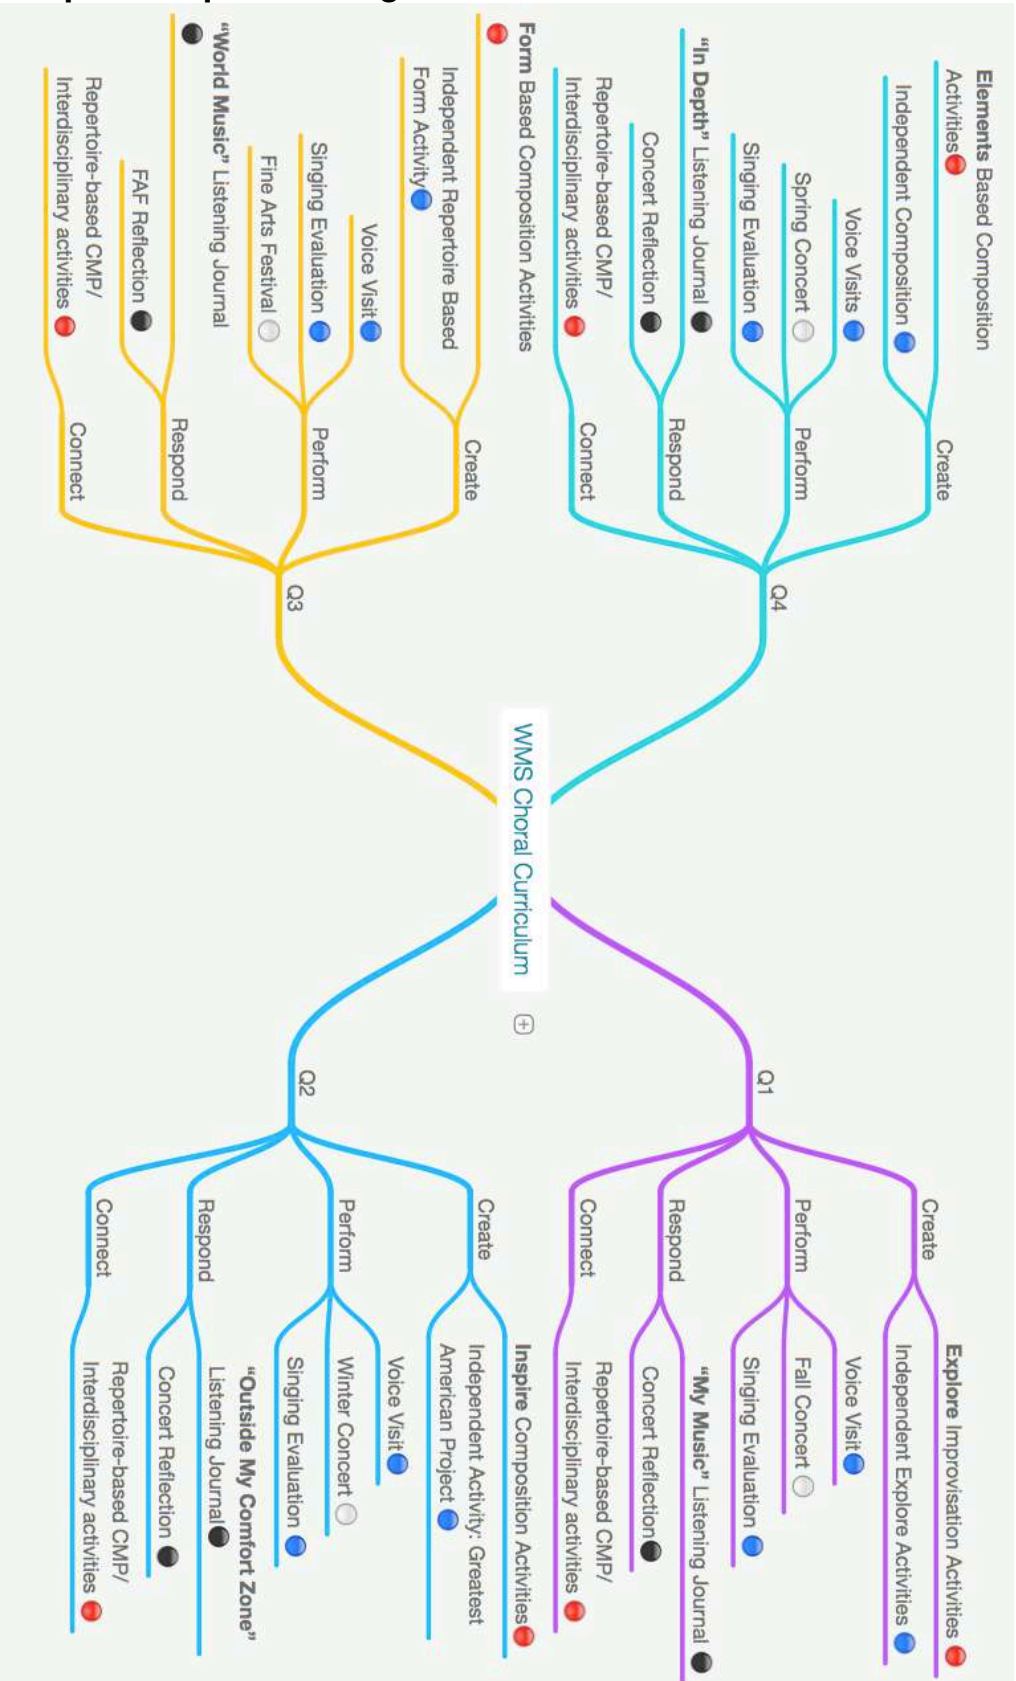 WMS Choral Curriculum
Q1
Create
Explore Improvisation Activities
Independent Explore Activities
Perform
Voice Visit
Fall Concert
Singing Evaluation
Respond
"My Music" Listening Journal
Concert Reflection
Connect
Repertoire-based CMP/
Interdisciplinary activities
Q2
Create
Inspire Composition Activities
Independent Activity: Greatest
American Project
Perform
Voice Visit
Winter Concert
Singing Evaluation
Respond
"Outside My Comfort Zone"
Listening Journal
Concert Reflection
Connect
Repertoire-based CMP/
Interdisciplinary activities
Q4
Create
Elements Based Composition
Activities
Independent Composition
Perform
Voice Visits
Spring Concert
Singing Evaluation
Respond
"In Depth" Listening Journal
Concert Reflection
Connect
Repertoire-based CMP/
Interdisciplinary activities
Q3
Create
Form Based Composition Activities
Independent Repertoire Based
Form Activity
Perform
Voice Visit
Singing Evaluation
Fine Arts Festival
Respond
"World Music" Listening Journal
FAF Reflection
Connect
Repertoire-based CMP/
Interdisciplinary activities